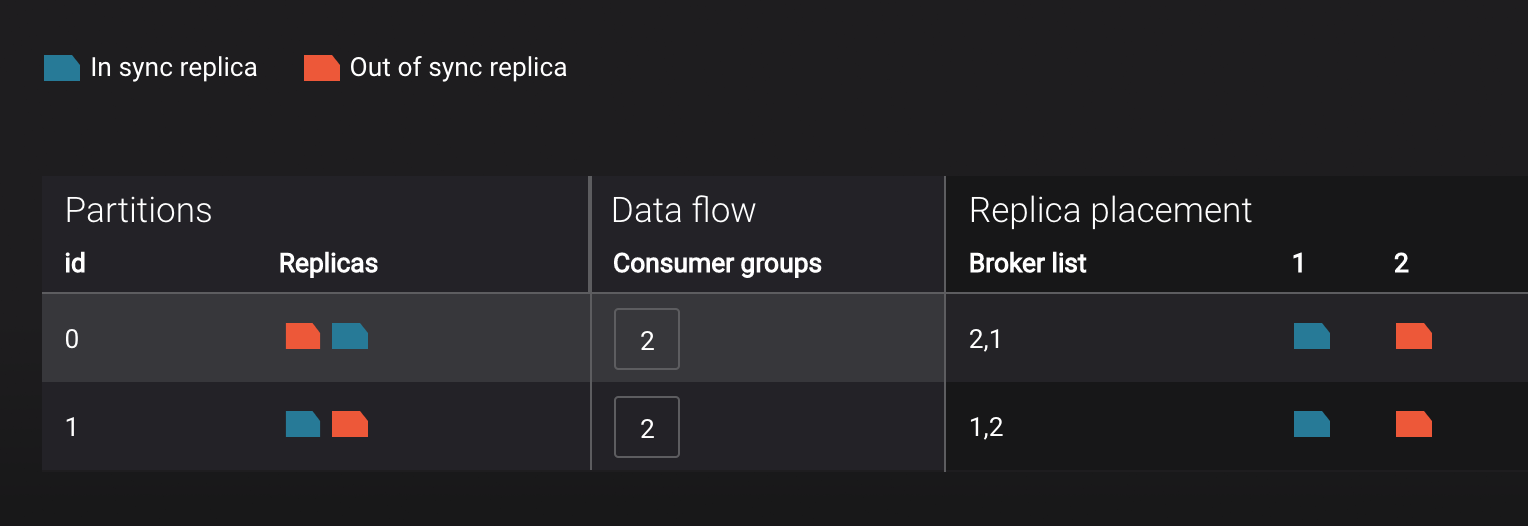 In sync replica Out of sync replica
Partitions Data flow Replica placement
id Replicas Consumer groups Broker list 1 2
0 2 2,1
1 2 1,2